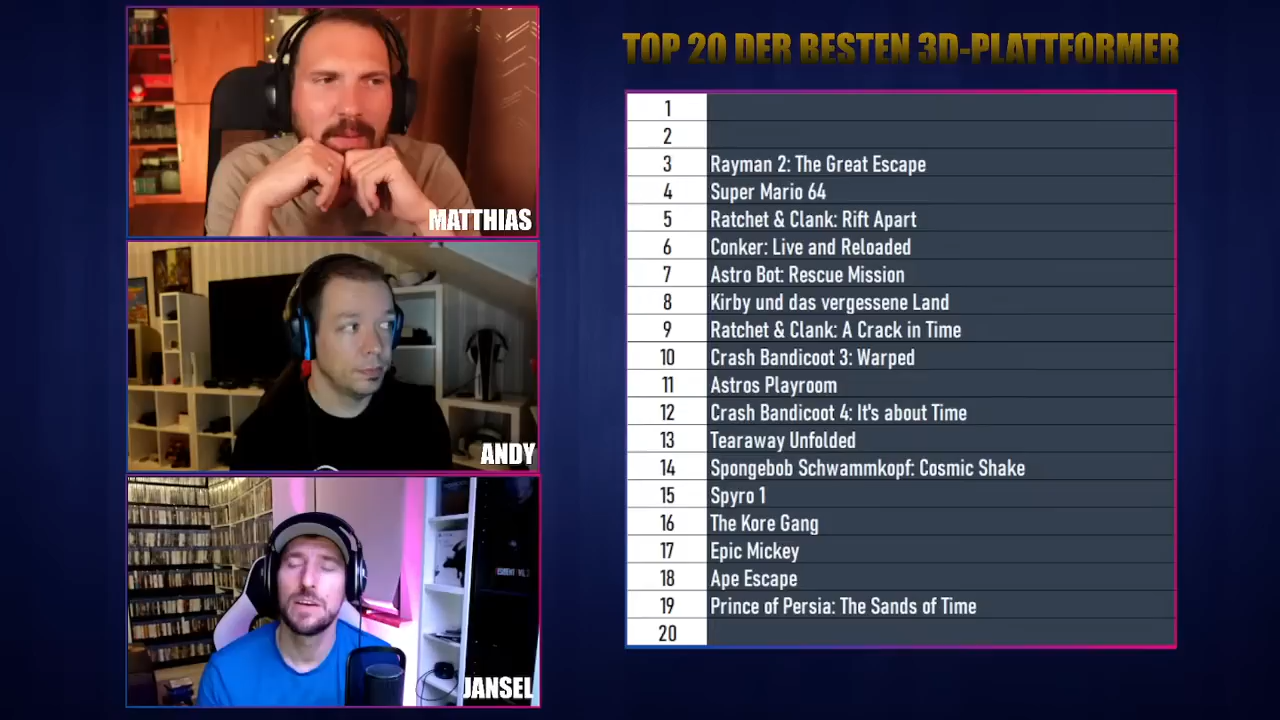 TOP 20 DER BESTEN 3D-PLATTFORMER
MATTHIAS
ANDY
JANSEL
1
2
3 Rayman 2: The Great Escape
4 Super Mario 64
5 Ratchet & Clank: Rift Apart
6 Conker: Live and Reloaded
7 Astro Bot: Rescue Mission
8 Kirby und das vergessene Land
9 Ratchet & Clank: A Crack in Time
10 Crash Bandicoot 3: Warped
11 Astros Playroom
12 Crash Bandicoot 4: It's about Time
13 Tearaway Unfolded
14 Spongebob Schwammkopf: Cosmic Shake
15 Spyro 1
16 The Kore Gang
17 Epic Mickey
18 Ape Escape
19 Prince of Persia: The Sands of Time
20